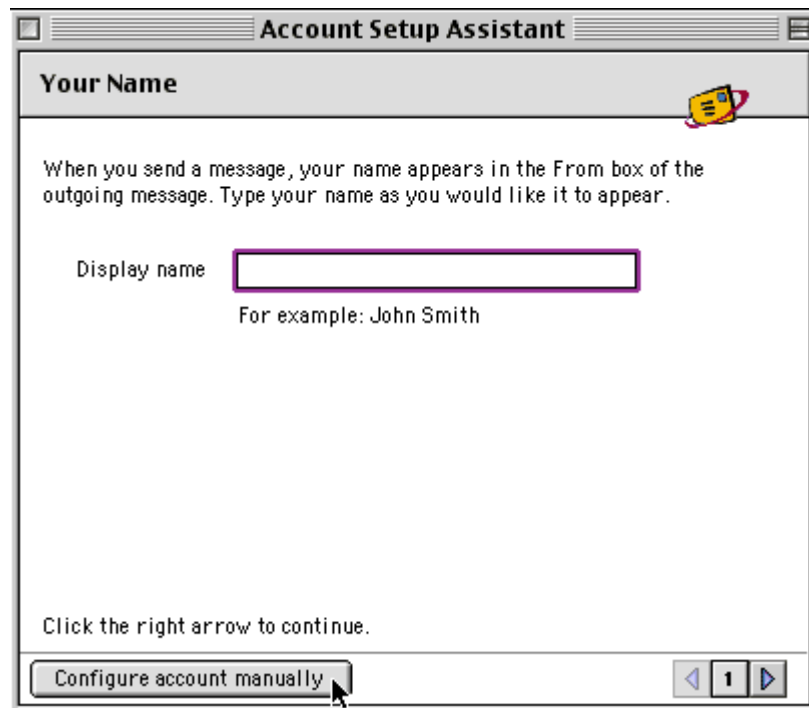 Account Setup Assistant
Your Name
When you send a message, your name appears in the From box of the
outgoing message. Type your name as you would like it to appear.
Display name
For example: John Smith
Click the right arrow to continue.
Configure account manually
1